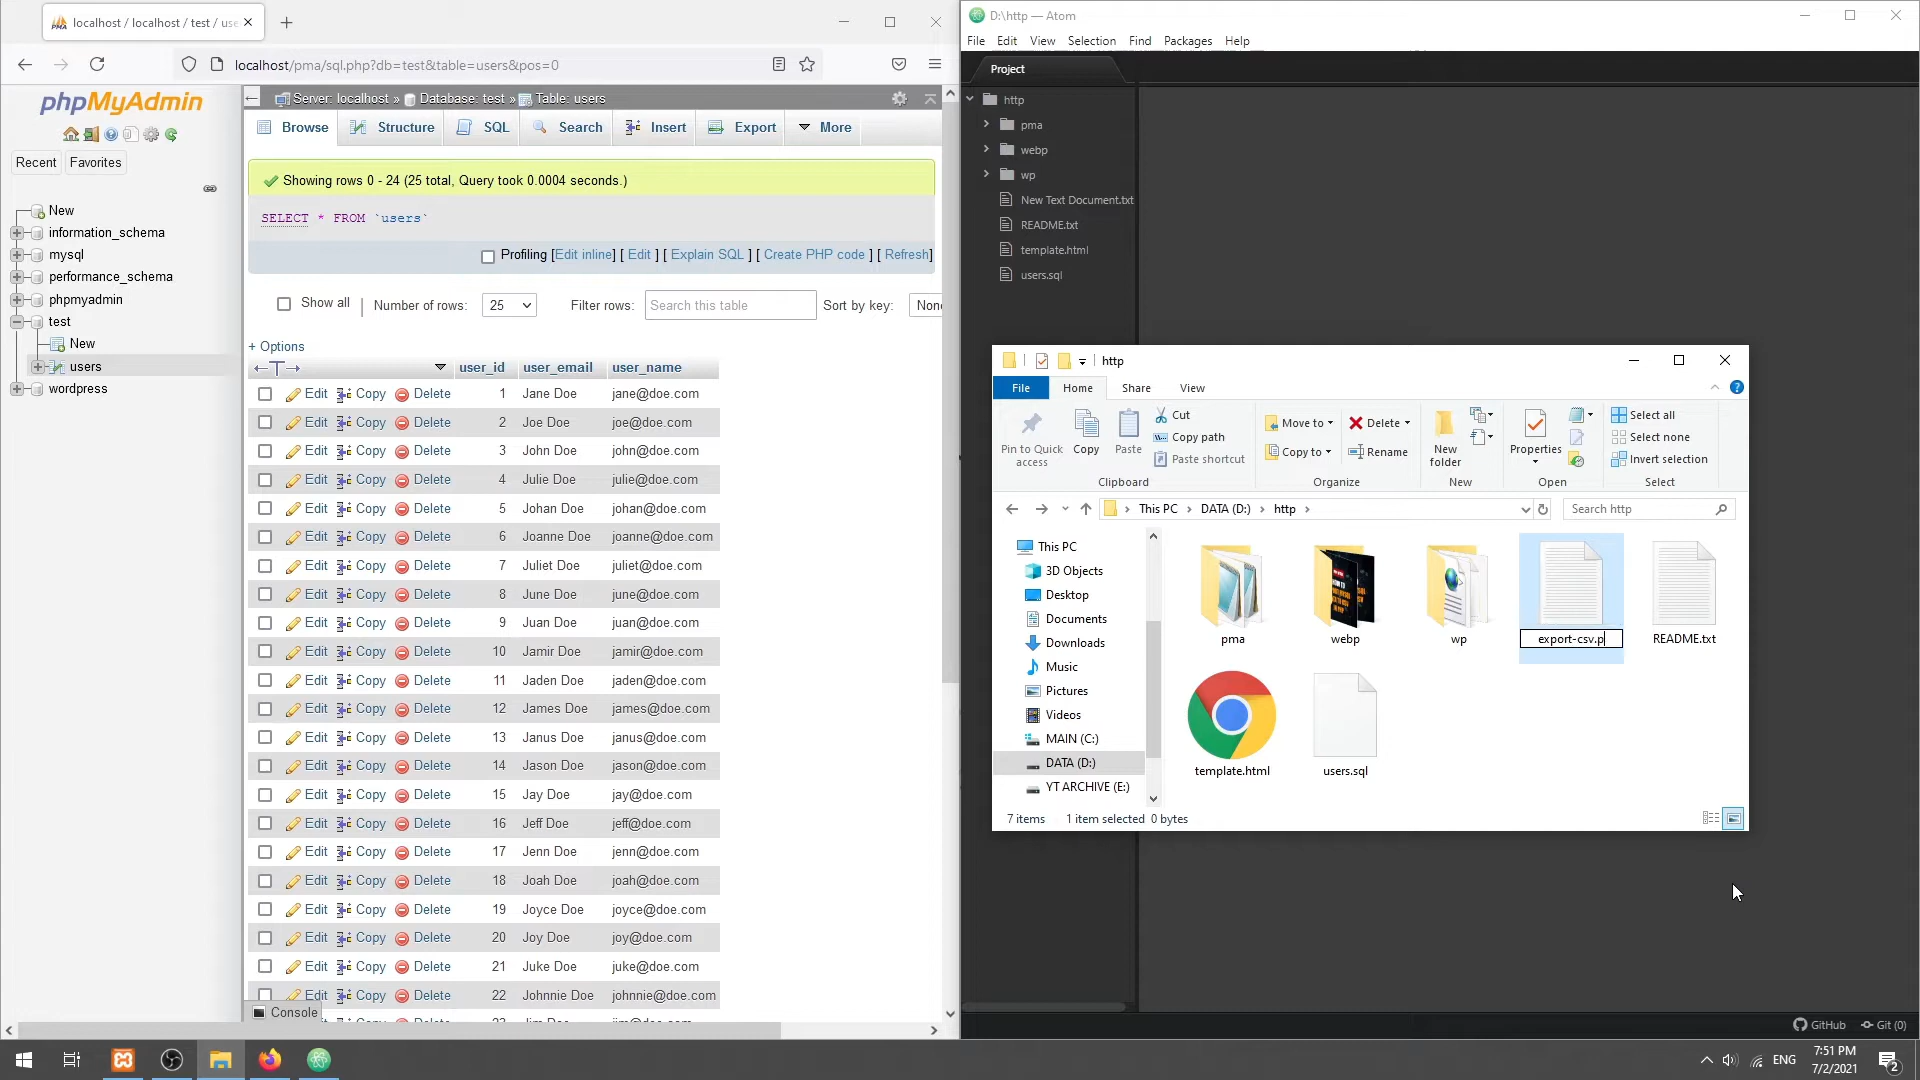 localhost / localhost / test / use
localhost/pma/sql.php?db=test&table=users&pos=0
phpMyAdmin
Recent
Favorites
New
information_schema
mysql
performance_schema
phpmyadmin
test
New
users
wordpress
Server: localhost » Database: test » Table: users
Browse
Structure
SQL
Search
Insert
Export
More
Showing rows 0 - 24 (25 total, Query took 0.0004 seconds.)
SELECT * FROM `users`
Profiling [Edit inline] [ Edit ] [ Explain SQL ] [ Create PHP code ] [ Refresh]
Show all | Number of rows: 25 Filter rows: Search this table Sort by key: None
+ Options
user_id user_email user_name
Edit Copy Delete 1 Jane Doe jane@doe.com
Edit Copy Delete 2 Joe Doe joe@doe.com
Edit Copy Delete 3 John Doe john@doe.com
Edit Copy Delete 4 Julie Doe julie@doe.com
Edit Copy Delete 5 Johan Doe johan@doe.com
Edit Copy Delete 6 Joanne Doe joanne@doe.com
Edit Copy Delete 7 Juliet Doe juliet@doe.com
Edit Copy Delete 8 June Doe june@doe.com
Edit Copy Delete 9 Juan Doe juan@doe.com
Edit Copy Delete 10 Jamir Doe jamir@doe.com
Edit Copy Delete 11 Jaden Doe jaden@doe.com
Edit Copy Delete 12 James Doe james@doe.com
Edit Copy Delete 13 Janus Doe janus@doe.com
Edit Copy Delete 14 Jason Doe jason@doe.com
Edit Copy Delete 15 Jay Doe jay@doe.com
Edit Copy Delete 16 Jeff Doe jeff@doe.com
Edit Copy Delete 17 Jenn Doe jenn@doe.com
Edit Copy Delete 18 Joah Doe joah@doe.com
Edit Copy Delete 19 Joyce Doe joyce@doe.com
Edit Copy Delete 20 Joy Doe joy@doe.com
Edit Copy Delete 21 Juke Doe juke@doe.com
Edit Copy Delete 22 Johnnie Doe johnnie@doe.com
Console
D:\http — Atom
File Edit View Selection Find Packages Help
Project
http
pma
webp
wp
New Text Document.txt
README.txt
template.html
users.sql
http
File Home Share View
Pin to Quick access
Copy
Paste
Cut
Copy path
Paste shortcut
Clipboard
Move to
Copy to
Delete
Rename
Organize
New folder
New
Properties
Open
Select all
Select none
Invert selection
Select
This PC › DATA (D:) › http ›
Search http
This PC
3D Objects
Desktop
Documents
Downloads
Music
Pictures
Videos
MAIN (C:)
DATA (D:)
YT ARCHIVE (E:)
pma
webp
wp
export-csv.p
README.txt
template.html
users.sql
7 items 1 item selected 0 bytes
GitHub Git (0)
ENG
7:51 PM
7/2/2021
2